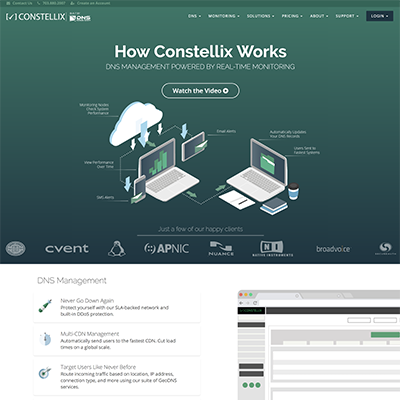 Contact Us
Create an Account
CONSTELLIX
DNS
DNS
MONITORING
SOLUTIONS
PRICING
ABOUT
SUPPORT
LOGIN
How Constellix Works
DNS MANAGEMENT POWERED BY REAL-TIME MONITORING
Watch the Video
Monitoring Nodes
Check System
Performance
Email Alerts
Automatically Updates
Your DNS Records
Users Sent to
Fastest Systems
View Performance
Over Time
SMS Alerts
Just a few of our happy clients
cvent
APNIC
NUANCE
NATIVE INSTRUMENTS
broadvoice
DNS Management
Never Go Down Again
Protect yourself with our SLA-backed network and
built-in DDoS protection.
Multi-CDN Management
Automatically send users to the fastest CDN. Cut load
times on a global scale.
Target Users Like Never Before
Route incoming traffic based on location, IP address,
connection type, and more using our suite of GeoDNS
services.